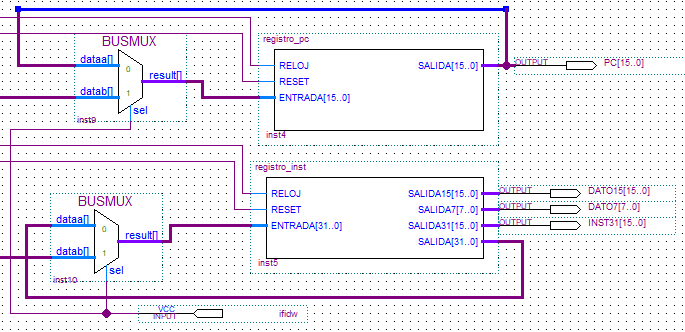 BUSMUX
dataa[]
0
result[]
datab[]
1
sel
inst9
registro_pc
RELOJ
RESET
ENTRADA[15..0]
SALIDA[15..0]
inst4
OUTPUT
PC[15..0]
BUSMUX
dataa[]
0
result[]
datab[]
1
sel
inst10
registro_inst
RELOJ
RESET
ENTRADA[31..0]
SALIDA15[15..0]
SALIDA7[7..0]
SALIDA31[15..0]
SALIDA[31..0]
inst5
OUTPUT
DATO15[15..0]
OUTPUT
DATO7[7..0]
OUTPUT
INST31[15..0]
VCC
INPUT
ifidw